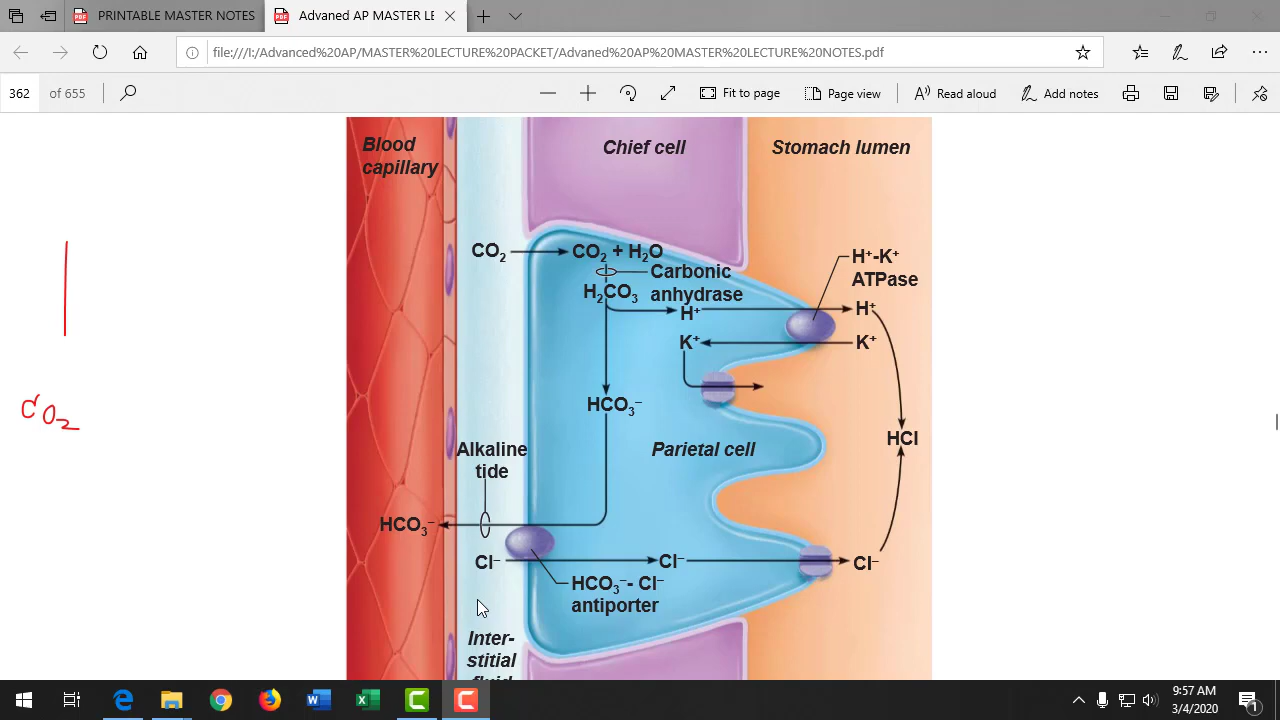 PRINTABLE MASTER NOTES
Advaned AP MASTER LE
file:///I:/Advanced%20AP/MASTER%20LECTURE%20PACKET/Advaned%20AP%20MASTER%20LECTURE%20NOTES.pdf
362 of 655
Fit to page
Page view
Read aloud
Add notes
Blood
capillary
Chief cell
Stomach lumen
CO₂
CO₂ + H₂O
Carbonic
anhydrase
H₂CO₃
H⁺-K⁺
ATPase
H⁺
H⁺
K⁺
K⁺
HCO₃⁻
HCl
Parietal cell
Alkaline
tide
HCO₃⁻
Cl⁻
Cl⁻
Cl⁻
HCO₃⁻- Cl⁻
antiporter
Inter-
stitial
CO₂
9:57 AM
3/4/2020
1